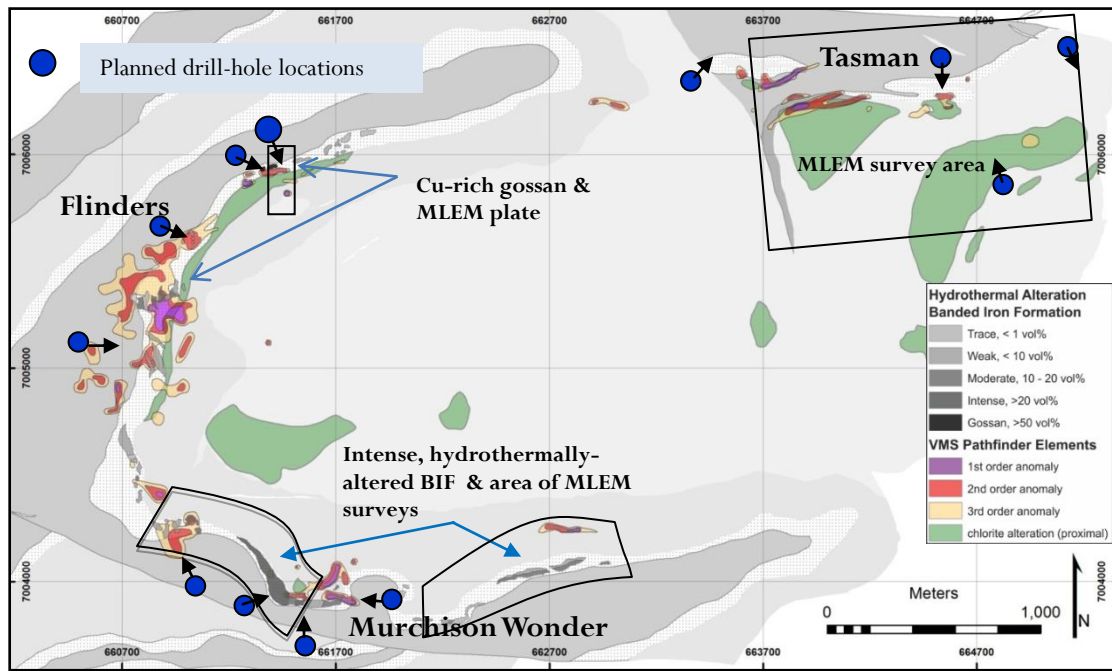 660700 661700 662700 663700 664700
Planned drill-hole locations
Tasman
7006000
7006000
MLEM survey area
Cu-rich gossan &
MLEM plate
Flinders
Hydrothermal Alteration
Banded Iron Formation
Trace, < 1 vol%
Weak, < 10 vol%
Moderate, 10 - 20 vol%
Intense, >20 vol%
Gossan, >50 vol%
VMS Pathfinder Elements
1st order anomaly
2nd order anomaly
3rd order anomaly
chlorite alteration (proximal)
7005000
Intense, hydrothermally-
altered BIF & area of MLEM
surveys
7004000
7004000
Meters
0 1,000
N
Murchison Wonder
660700 661700 662700 663700 664700